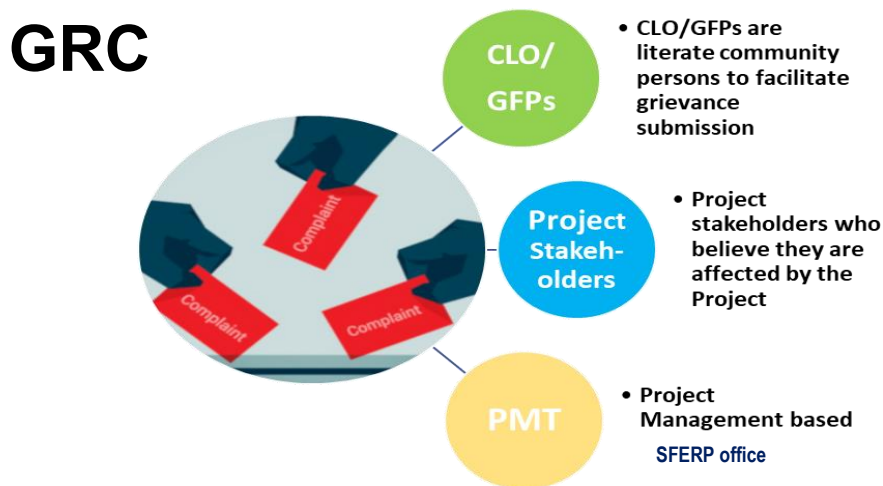 GRC
CLO/
GFPs
• CLO/GFPs are
literate community
persons to facilitate
grievance
submission
Complaint
Complaint
Complaint
Project
Stakeh-
olders
• Project
stakeholders who
believe they are
affected by the
Project
PMT
• Project
Management based
SFERP office